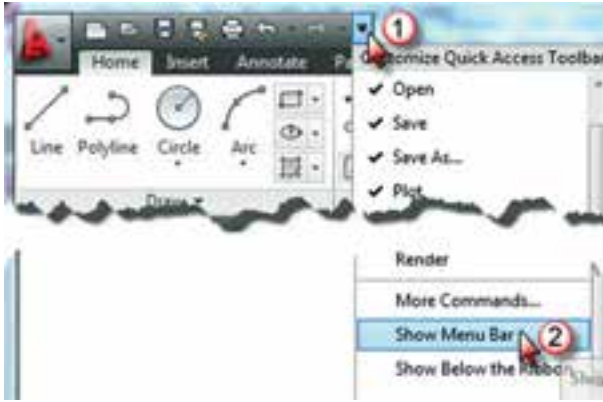 1
Home Insert Annotate
Customize Quick Access Toolbar
Open
Save
Save As...
Plot
Line Polyline Circle Arc
Draw
Render
More Commands...
Show Menu Bar
2
Show Below the Ribbon